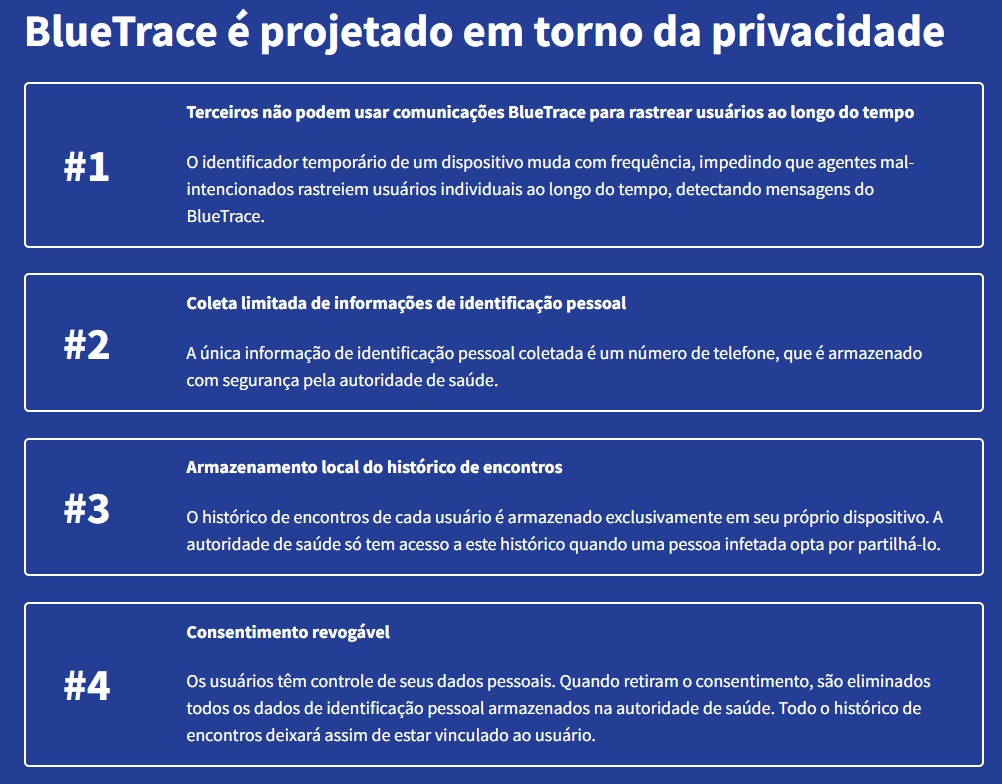 BlueTrace é projetado em torno da privacidade
#1
Terceiros não podem usar comunicações BlueTrace para rastrear usuários ao longo do tempo
O identificador temporário de um dispositivo muda com frequência, impedindo que agentes mal-
intencionados rastreiem usuários individuais ao longo do tempo, detectando mensagens do
BlueTrace.
#2
Coleta limitada de informações de identificação pessoal
A única informação de identificação pessoal coletada é um número de telefone, que é armazenado
com segurança pela autoridade de saúde.
#3
Armazenamento local do histórico de encontros
O histórico de encontros de cada usuário é armazenado exclusivamente em seu próprio dispositivo. A
autoridade de saúde só tem acesso a este histórico quando uma pessoa infetada opta por partilhá-lo.
#4
Consentimento revogável
Os usuários têm controle de seus dados pessoais. Quando retiram o consentimento, são eliminados
todos os dados de identificação pessoal armazenados na autoridade de saúde. Todo o histórico de
encontros deixará assim de estar vinculado ao usuário.